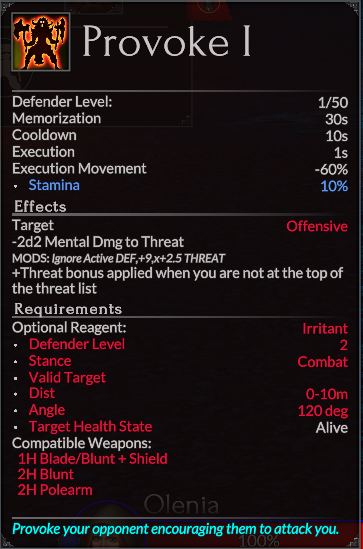 Provoke I
Defender Level: 1/50
Memorization 30s
Cooldown 10s
Execution 1s
Execution Movement -60%
• Stamina 10%
Effects
Target Offensive
-2d2 Mental Dmg to Threat
MODS: Ignore Active DEF,+9,x+2.5 THREAT
+Threat bonus applied when you are not at the top of
the threat list
Requirements
Optional Reagent: Irritant
• Defender Level 2
• Stance Combat
• Valid Target
• Dist 0-10m
• Angle 120 deg
• Target Health State Alive
Compatible Weapons:
1H Blade/Blunt + Shield
2H Blunt
2H Polearm
Olenia
100%
Provoke your opponent encouraging them to attack you.